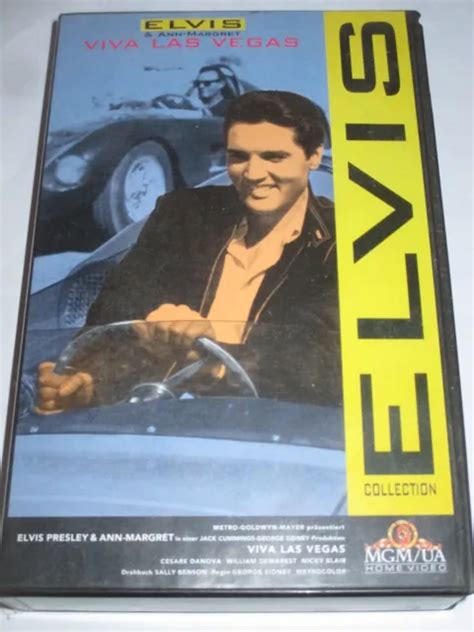 ELVIS
& ANN-MARGRET
VIVA LAS VEGAS
ELVIS
COLLECTION
METRO-GOLDWYN-MAYER präsentiert
ELVIS PRESLEY & ANN-MARGRET in einer JACK CUMMINGS-GEORGE SIDNEY Produktion
VIVA LAS VEGAS
CESARE DANOVA WILLIAM DEMAREST NICKY BLAIR
Drehbuch SALLY BENSON Regie GEORGE SIDNEY METROCOLOR
MGM/UA
HOME VIDEO